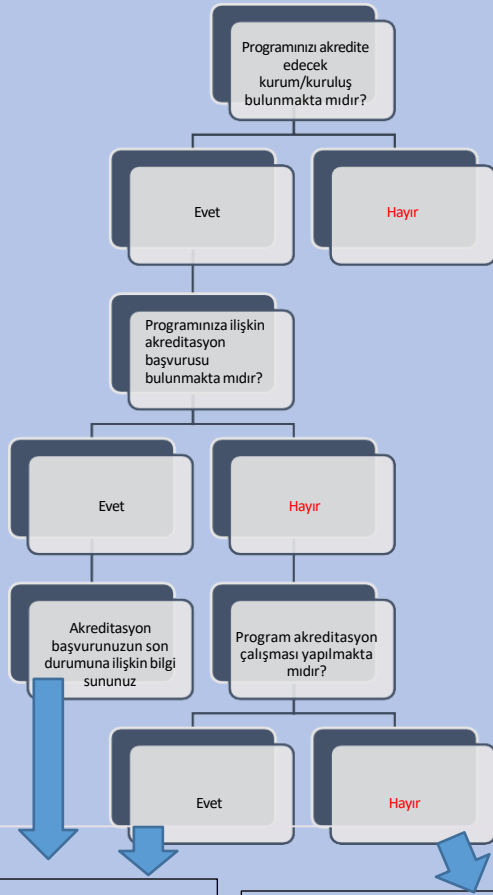 Programınızı akredite
edecek
kurum/kuruluş
bulunmakta mıdır?
Evet
Hayır
Programınıza ilişkin
akreditasyon
başvurusu
bulunmakta mıdır?
Evet
Hayır
Akreditasyon
başvurunuzun son
durumuna ilişkin bilgi
sununuz
Program akreditasyon
çalışması yapılmakta
mıdır?
Evet
Hayır